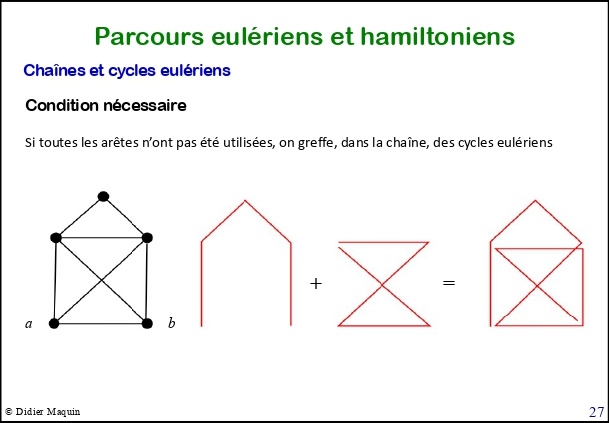 Parcours eulériens et hamiltoniens
Chaînes et cycles eulériens
Condition nécessaire
Si toutes les arêtes n’ont pas été utilisées, on greffe, dans la chaîne, des cycles eulériens
+ =
a b
© Didier Maquin 27